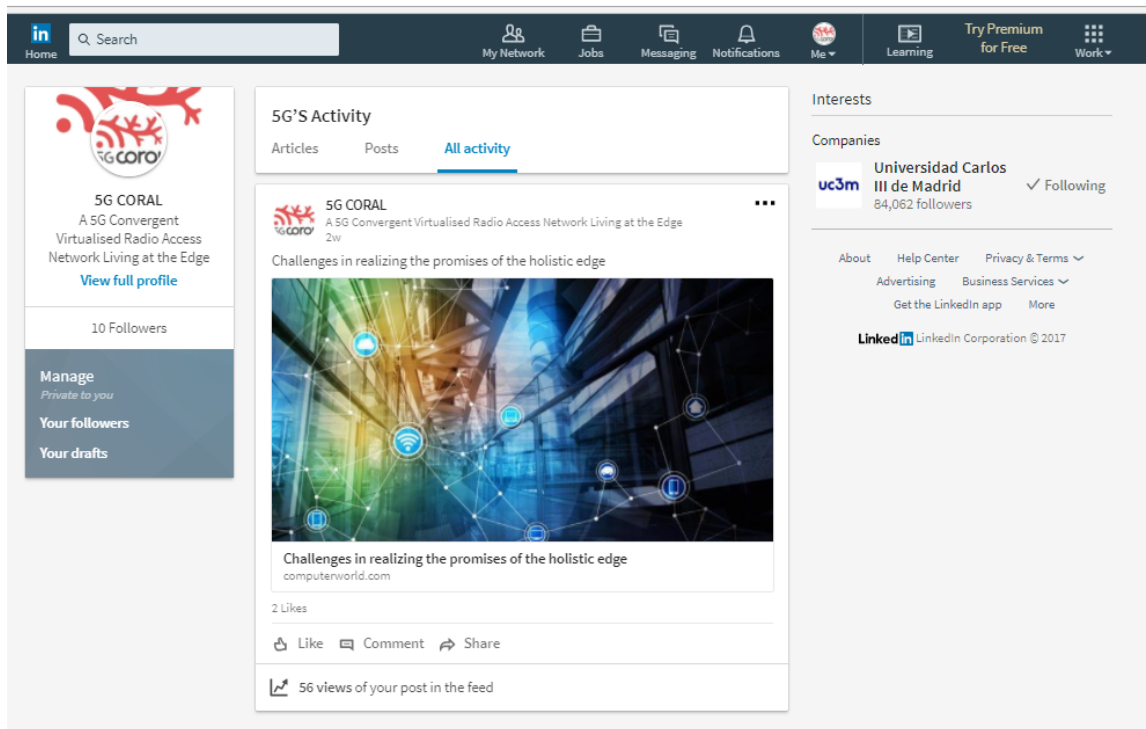 in
Home
Search
My Network
Jobs
Messaging
Notifications
Me
Learning
Try Premium
for Free
Work
5G CORAL
A 5G Convergent
Virtualised Radio Access
Network Living at the Edge
View full profile
10 Followers
Manage
Private to you
Your followers
Your drafts
5G'S Activity
Articles Posts All activity
5G CORAL
A 5G Convergent Virtualised Radio Access Network Living at the Edge
2w
Challenges in realizing the promises of the holistic edge
Challenges in realizing the promises of the holistic edge
computerworld.com
2 Likes
Like Comment Share
56 views of your post in the feed
Interests
Companies
uc3m
Universidad Carlos
III de Madrid
84,062 followers
Following
About Help Center Privacy & Terms
Advertising Business Services
Get the LinkedIn app More
Linked in LinkedIn Corporation © 2017